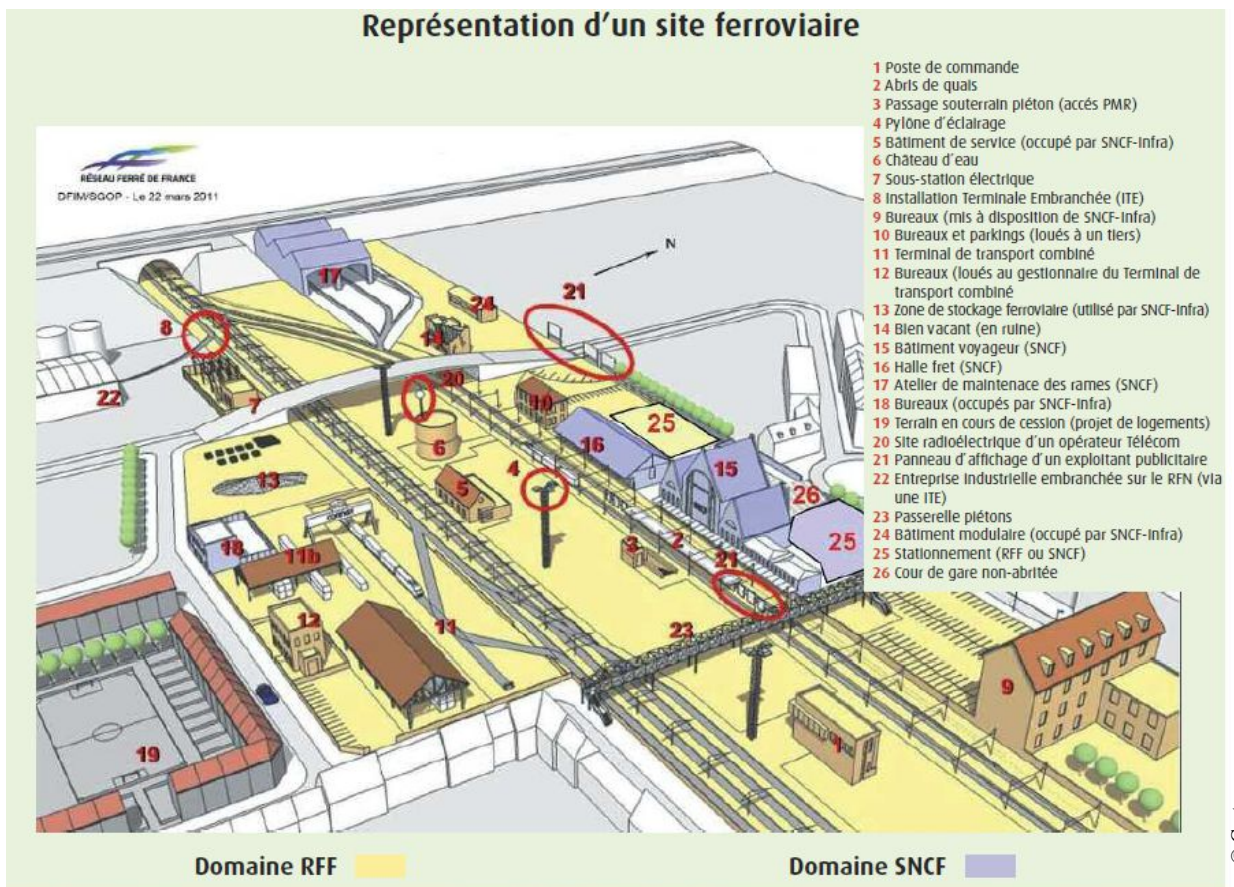 Représentation d'un site ferroviaire
1 Poste de commande
2 Abris de quais
3 Passage souterrain piéton (accés PMR)
4 Pylône d'éclairage
5 Bâtiment de service (occupé par SNCF-Infra)
6 Château d'eau
7 Sous-station électrique
8 Installation Terminale Embranchée (ITE)
9 Bureaux (mis à disposition de SNCF-Infra)
10 Bureaux et parkings (loués à un tiers)
11 Terminal de transport combiné
12 Bureaux (loués au gestionnaire du Terminal de
transport combiné
13 Zone de stockage ferroviaire (utilisé par SNCF-Infra)
14 Bien vacant (en ruine)
15 Bâtiment voyageur (SNCF)
16 Halle fret (SNCF)
17 Atelier de maintenace des rames (SNCF)
18 Bureaux (occupés par SNCF-Infra)
19 Terrain en cours de cession (projet de logements)
20 Site radioélectrique d'un opérateur Télécom
21 Panneau d'affichage d'un exploitant publicitaire
22 Entreprise industrielle embranchée sur le RFN (via
une ITE)
23 Passerelle piétons
24 Bâtiment modulaire (occupé par SNCF-Infra)
25 Stationnement (RFF ou SNCF)
26 Cour de gare non-abritée
RÉSEAU FERRÉ DE FRANCE
DFIM/SGOP - Le 22 mars 2011
N
17
21
24
8
14
20
22
7
10
25
6
16
4
15
5
13
26
2
3
25
18
11b
21
12
11
23
9
19
1
Domaine RFF
Domaine SNCF